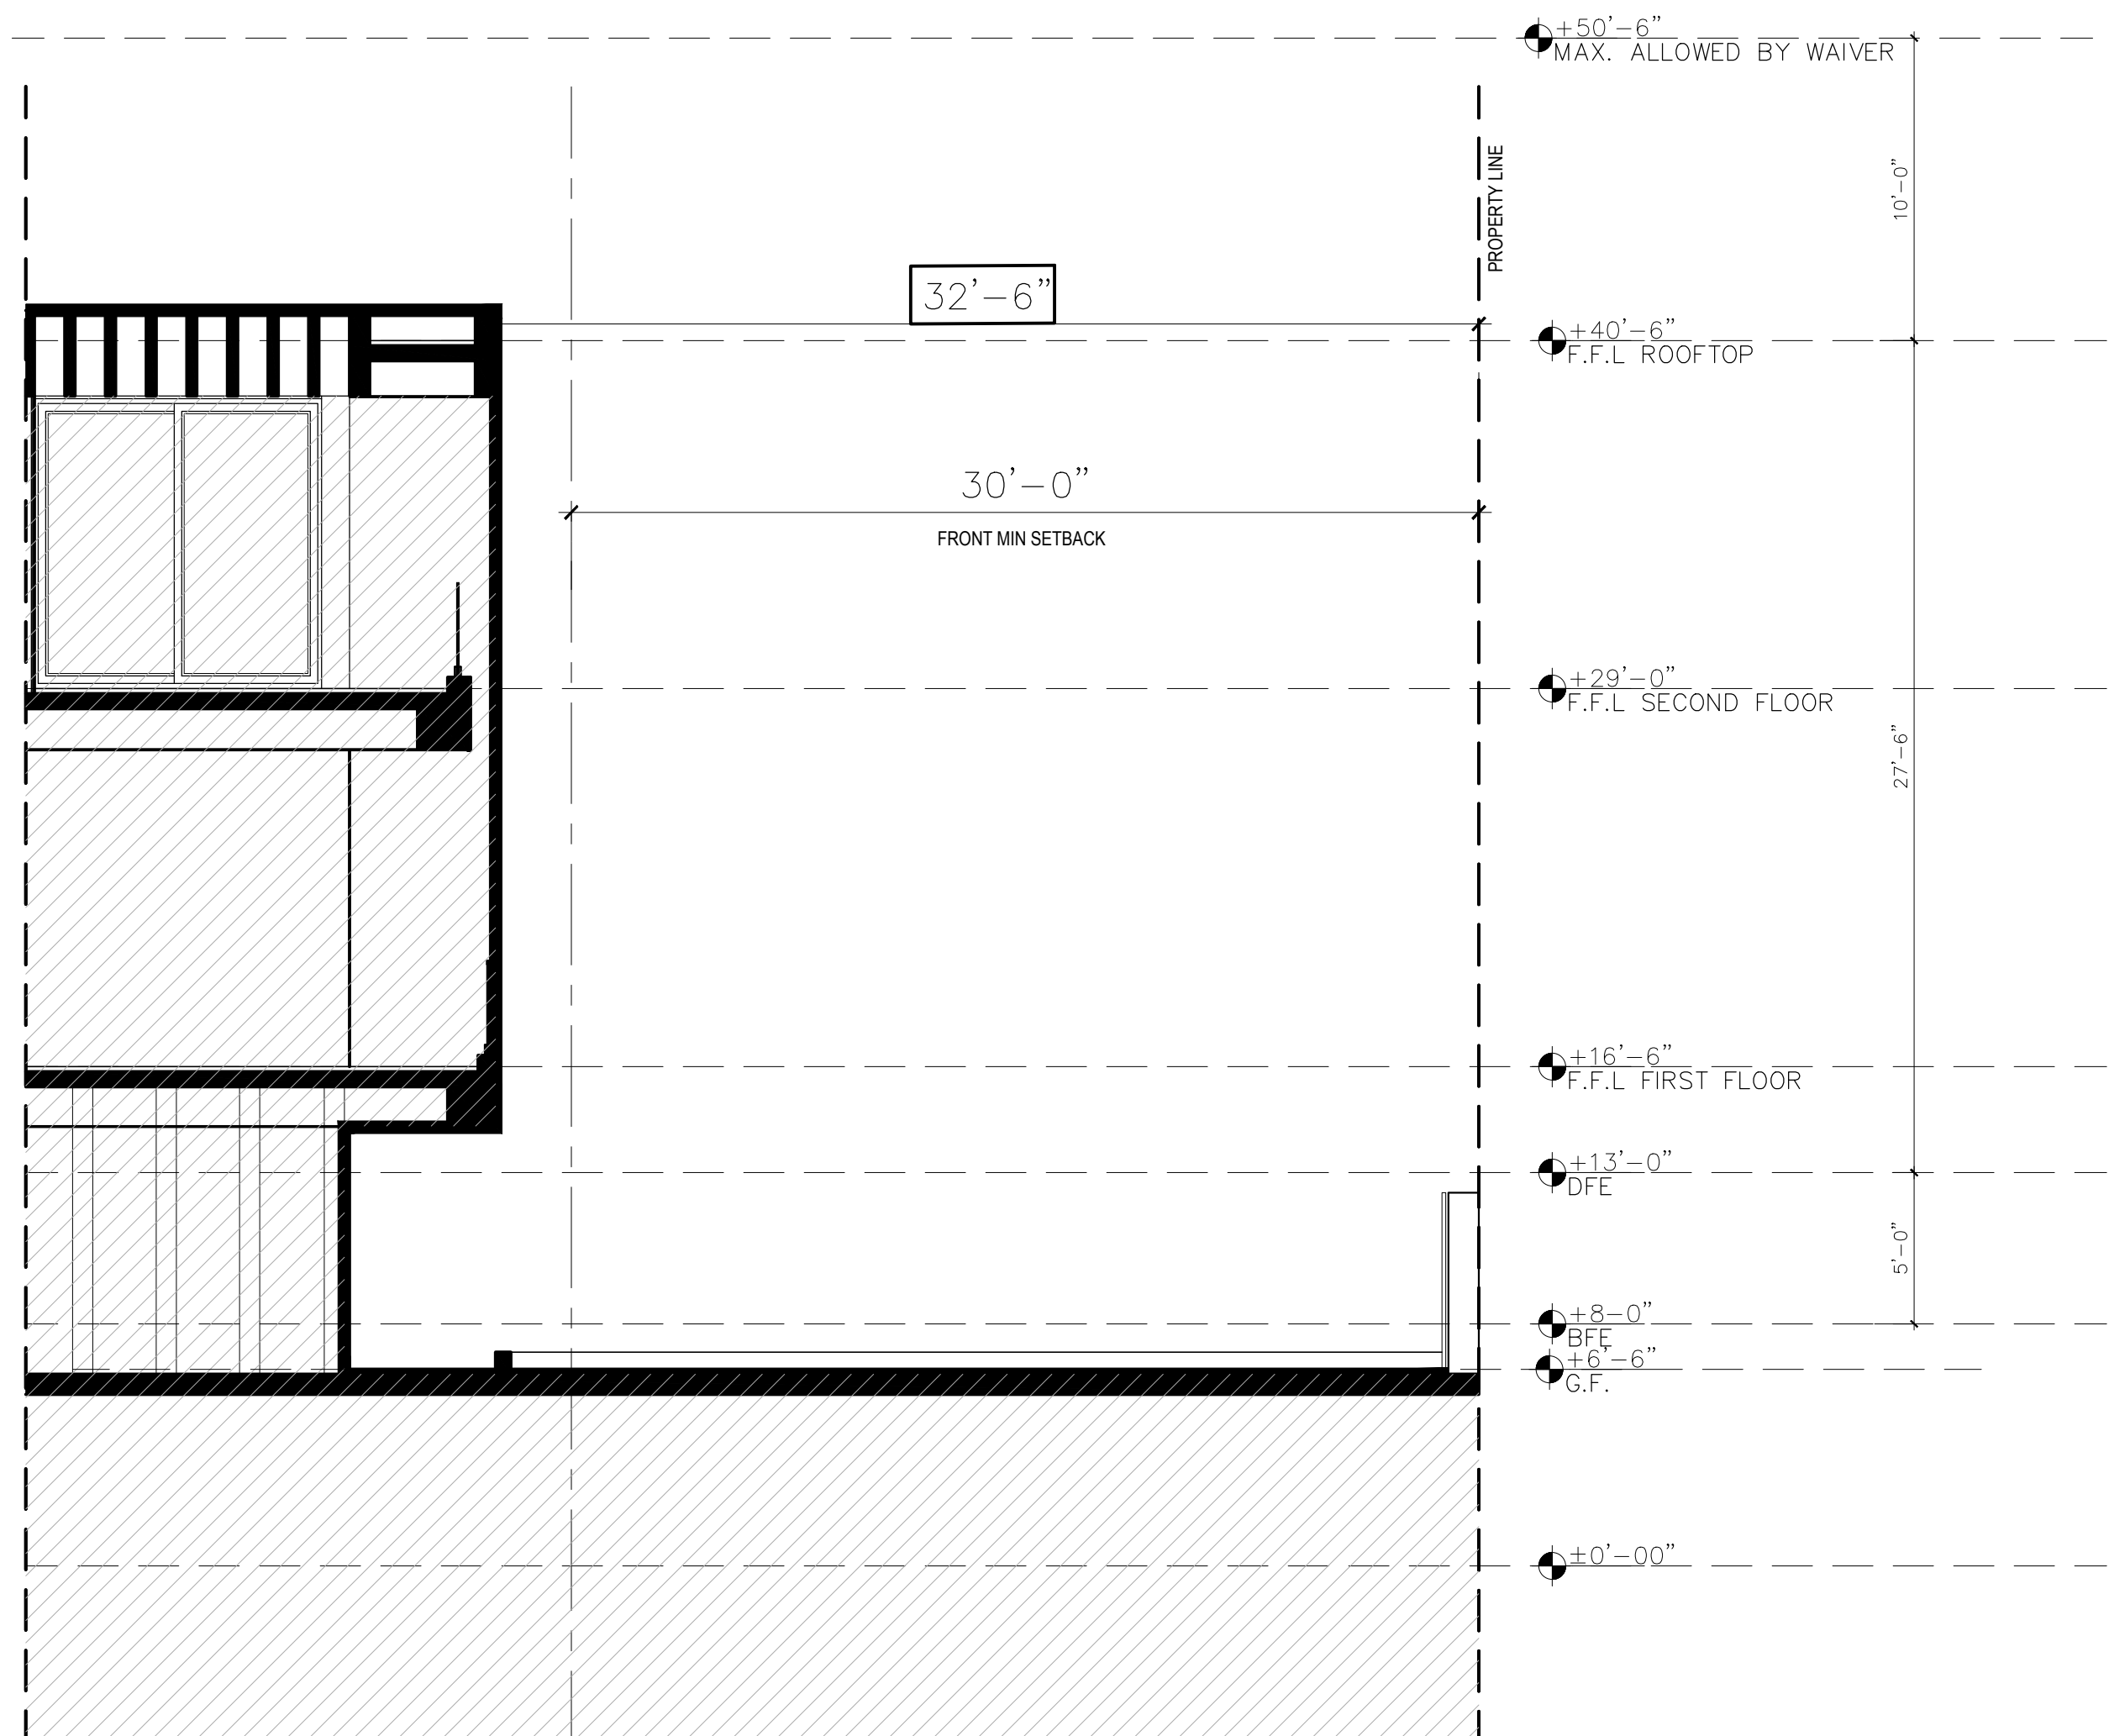 +50'-6"
MAX. ALLOWED BY WAIVER
10'-0"
PROPERTY LINE
32'-6"
+40'-6"
F.F.L ROOFTOP
30'-0"
FRONT MIN SETBACK
+29'-0"
F.F.L SECOND FLOOR
27'-6"
+16'-6"
F.F.L FIRST FLOOR
+13'-0"
DFE
5'-0"
+8-0"
BFE
+6'-6"
G.F.
±0'-00"